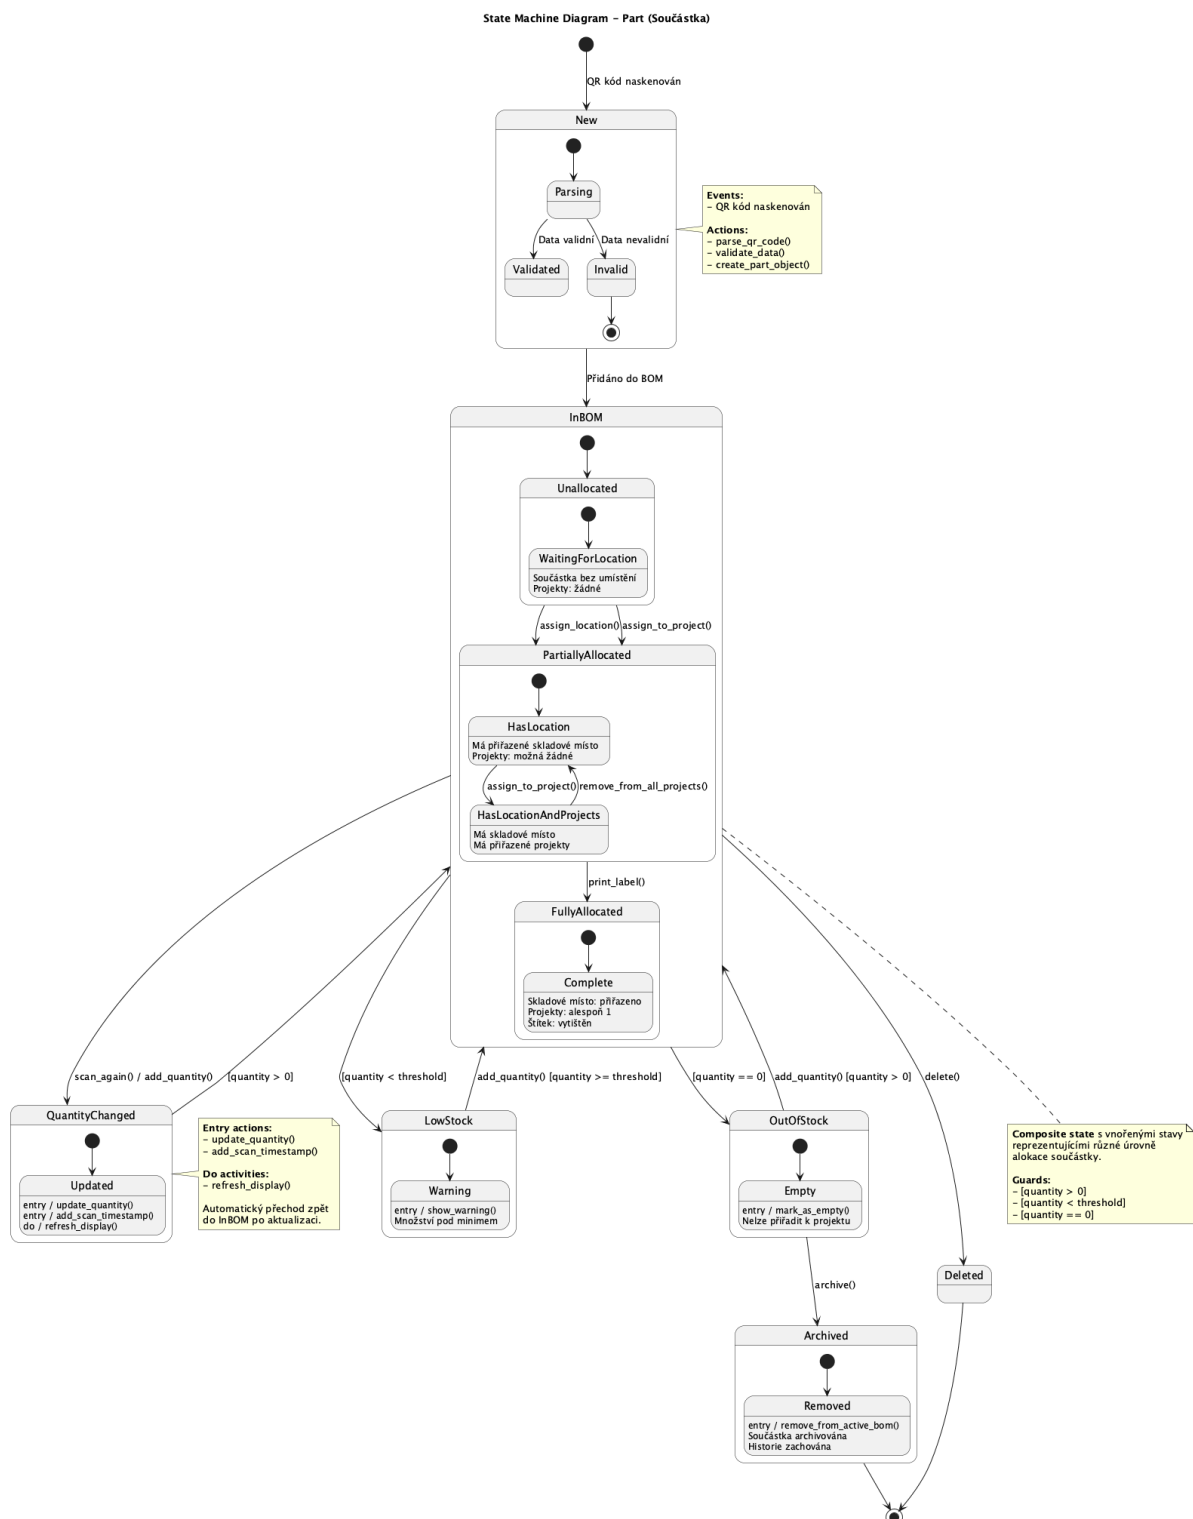 State Machine Diagram – Part (Součástka)
QR kód naskenován
New
Parsing
Data validní
Data nevalidní
Validated
Invalid
Events:
– QR kód naskenován
Actions:
– parse_qr_code()
– validate_data()
– create_part_object()
Přidáno do BOM
InBOM
Unallocated
WaitingForLocation
Součástka bez umístění
Projekty: žádné
assign_location()
assign_to_project()
PartiallyAllocated
HasLocation
Má přiřazené skladové místo
Projekty: možná žádné
assign_to_project()
remove_from_all_projects()
HasLocationAndProjects
Má skladové místo
Má přiřazené projekty
print_label()
FullyAllocated
Complete
Skladové místo: přiřazeno
Projekty: alespoň 1
Štítek: vytištěn
scan_again() / add_quantity()
[quantity > 0]
[quantity < threshold]
add_quantity() [quantity >= threshold]
[quantity == 0]
add_quantity() [quantity > 0]
delete()
QuantityChanged
Updated
entry / update_quantity()
entry / add_scan_timestamp()
do / refresh_display()
Entry actions:
– update_quantity()
– add_scan_timestamp()
Do activities:
– refresh_display()
Automatický přechod zpět
do InBOM po aktualizaci.
LowStock
Warning
entry / show_warning()
Množství pod minimem
OutOfStock
Empty
entry / mark_as_empty()
Nelze přiřadit k projektu
Composite state s vnořenými stavy
reprezentujícími různé úrovně
alokace součástky.
Guards:
– [quantity > 0]
– [quantity < threshold]
– [quantity == 0]
Deleted
archive()
Archived
Removed
entry / remove_from_active_bom()
Součástka archivována
Historie zachována